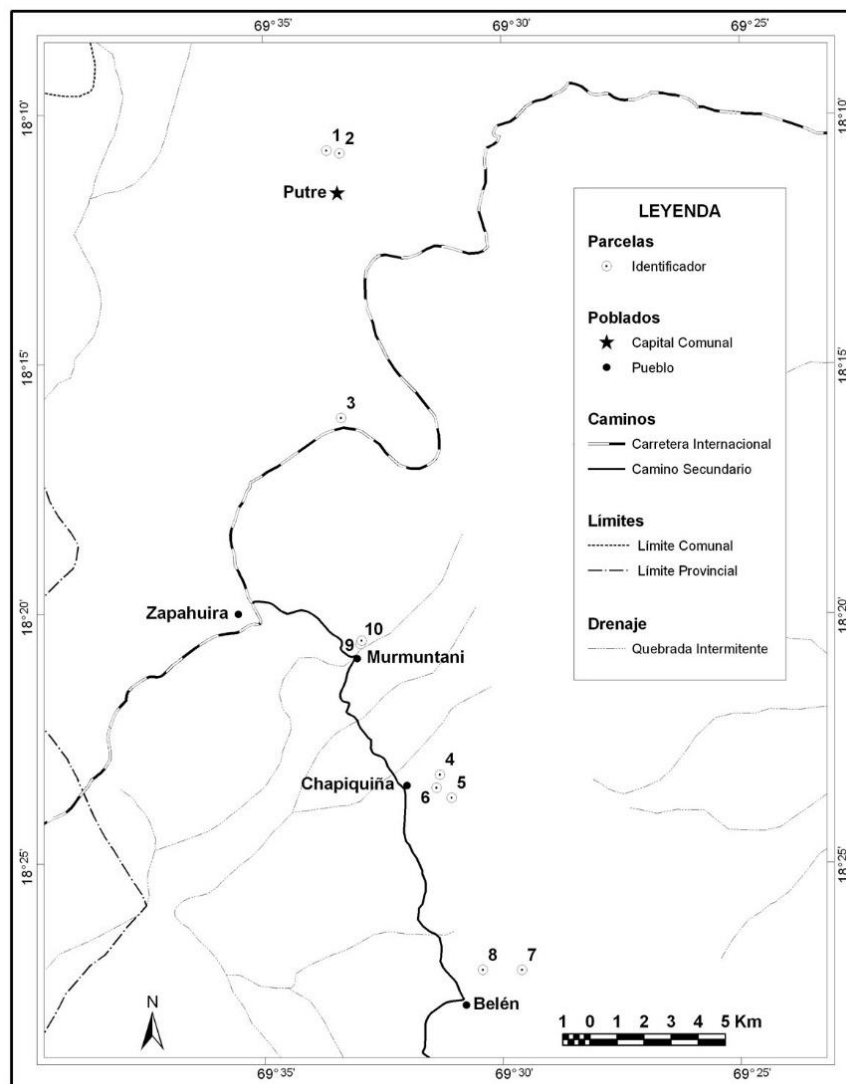 69°35'
69°30'
69°25'
18°10'
18°10'
1 2
Putre
LEYENDA
Parcelas
Identificador
Poblados
Capital Comunal
Pueblo
Caminos
Carretera Internacional
Camino Secundario
Límites
Límite Comunal
Límite Provincial
Drenaje
Quebrada Intermitente
18°15'
18°15'
3
18°20'
18°20'
Zapahuira
10
9
Murmuntani
4
Chapiquiña
5
6
18°25'
18°25'
8
7
Belén
N
1 0 1 2 3 4 5 Km
69°35'
69°30'
69°25'